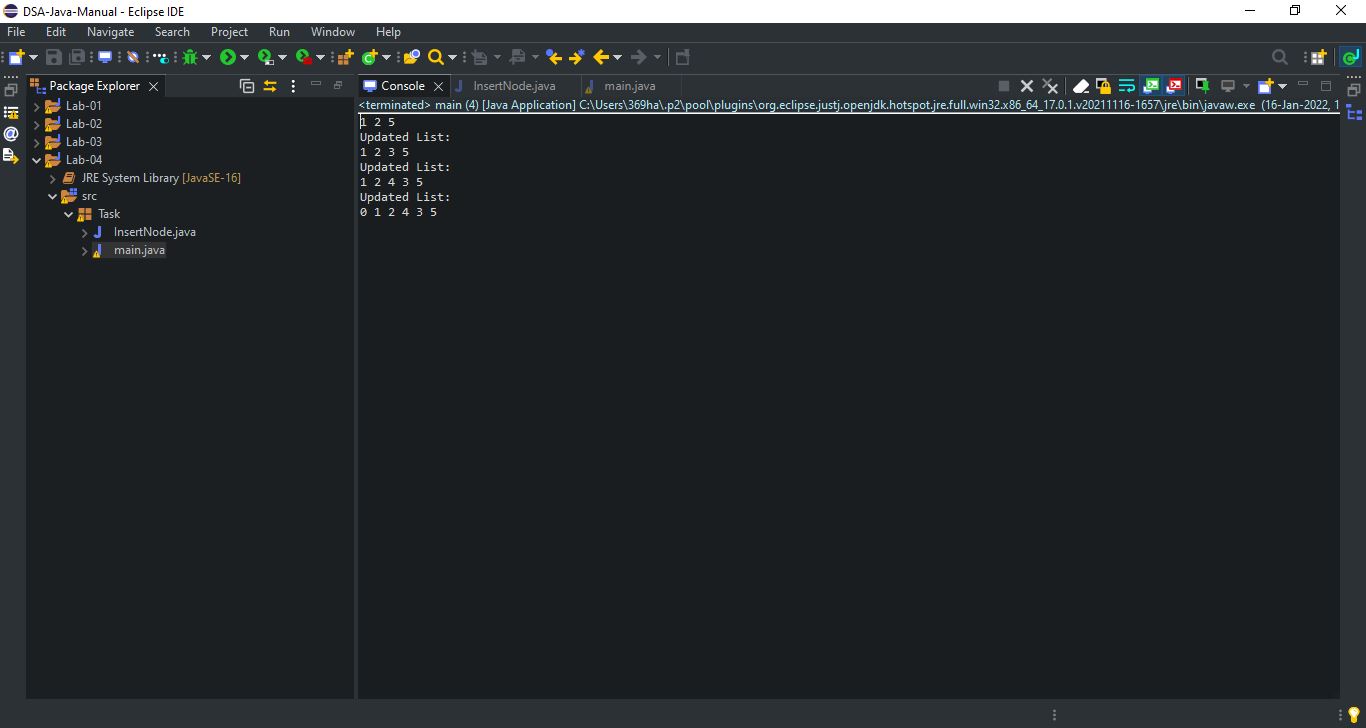 DSA-Java-Manual - Eclipse IDE
File Edit Navigate Search Project Run Window Help
Package Explorer
Console InsertNode.java main.java
<terminated> main (4) [Java Application] C:\Users\369ha\.p2\pool\plugins\org.eclipse.justj.openjdk.hotspot.jre.full.win32.x86_64_17.0.1.v20211116-1657\jre\bin\javaw.exe (16-Jan-2022, 1
Lab-01
Lab-02
Lab-03
Lab-04
JRE System Library [JavaSE-16]
src
Task
InsertNode.java
main.java
1 2 5
Updated List:
1 2 3 5
Updated List:
1 2 4 3 5
Updated List:
0 1 2 4 3 5